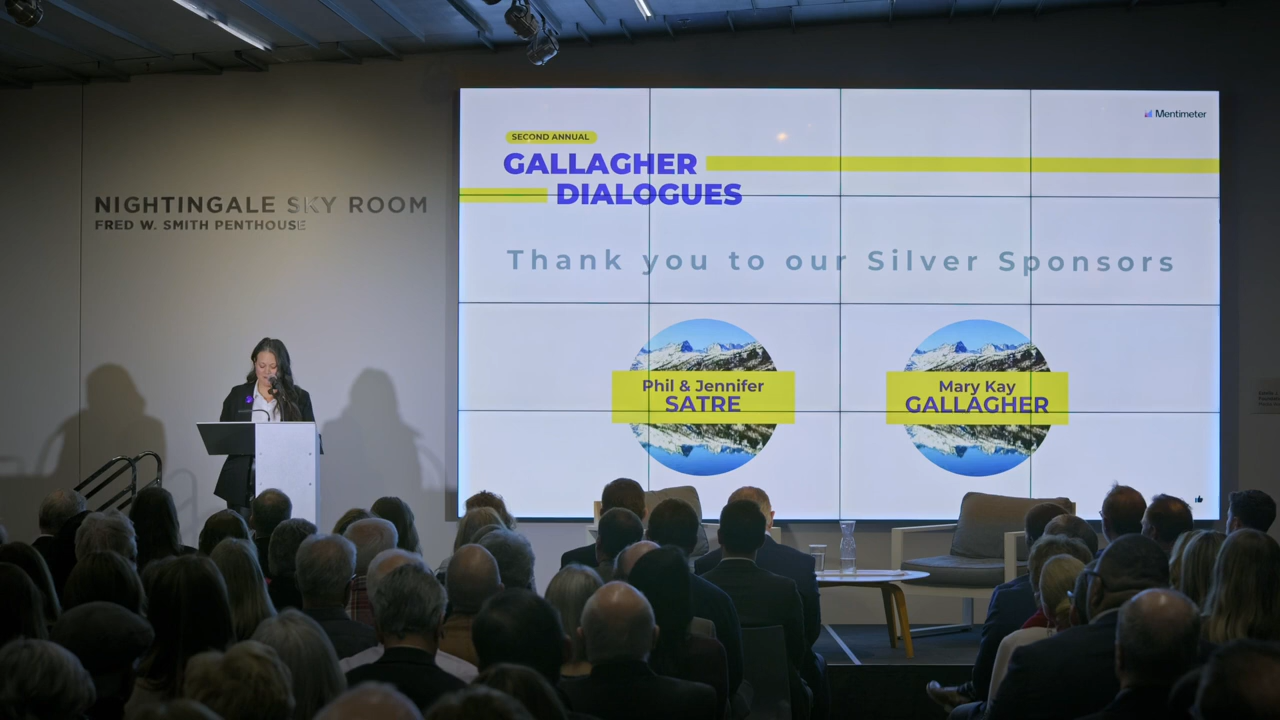 NIGHTINGALE SKY ROOM
FRED W. SMITH PENTHOUSE
Mentimeter
SECOND ANNUAL
GALLAGHER
DIALOGUES
Thank you to our Silver Sponsors
Phil & Jennifer
SATRE
Mary Kay
GALLAGHER